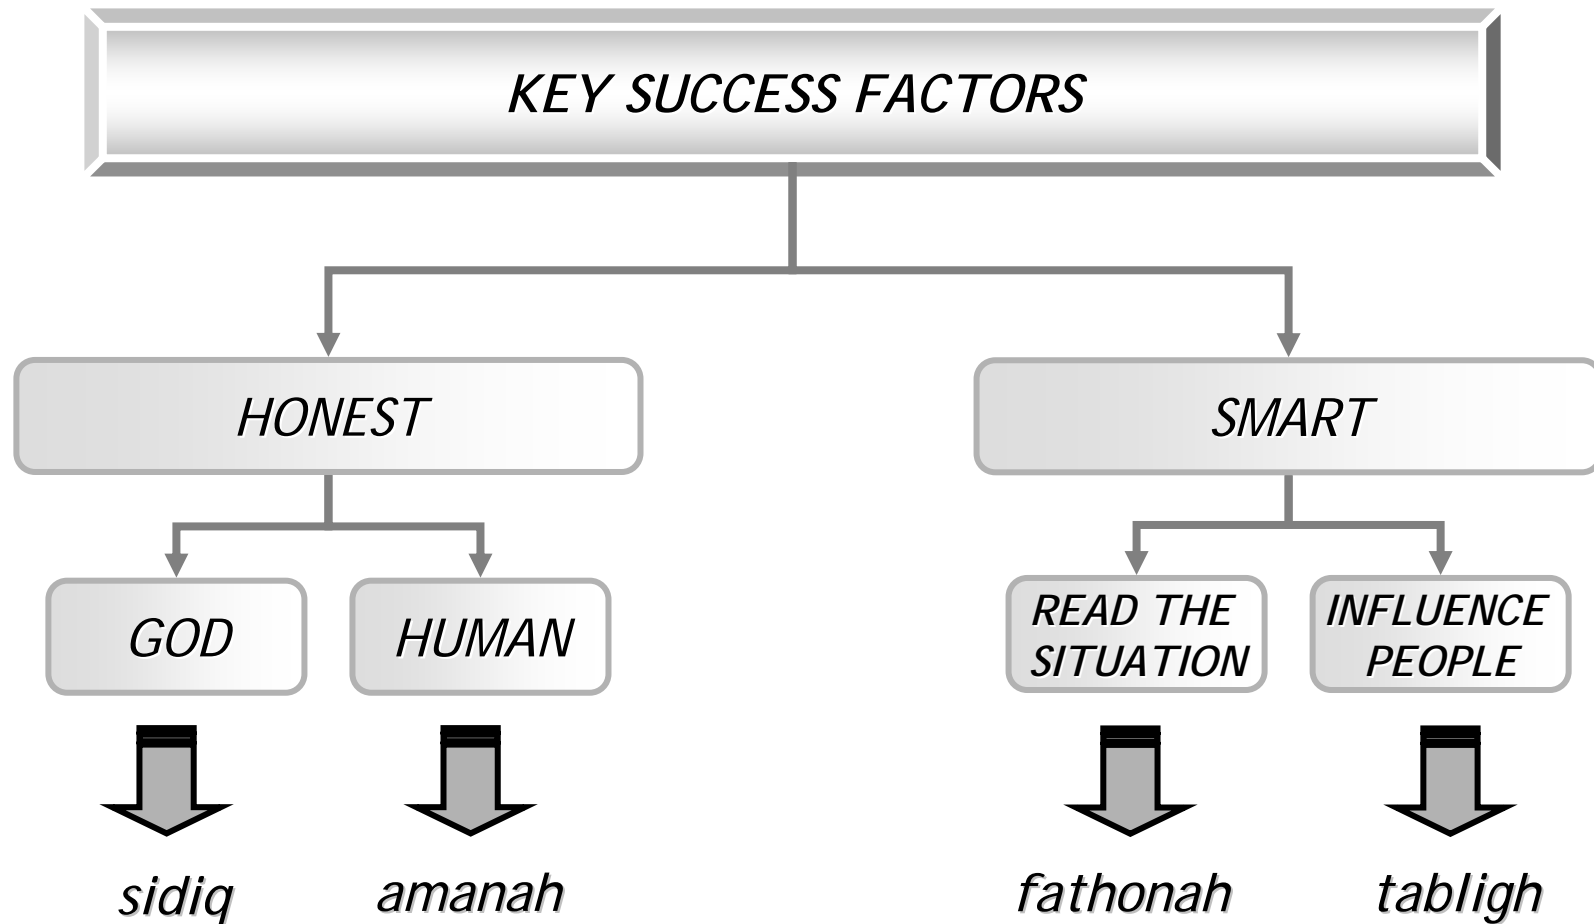 KEY SUCCESS FACTORS
HONEST
SMART
GOD
HUMAN
READ THE
SITUATION
INFLUENCE
PEOPLE
sidiq
amanah
fathonah
tabligh